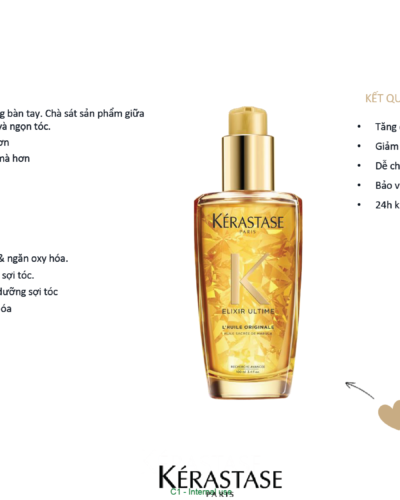 KẾT QU
g bàn tay. Chà sát sản phẩm giữa
và ngọn tóc.
ơn
mà hơn
• Tăng
• Giảm
• Dễ ch
• Bảo v
• 24h k
& ngăn oxy hóa.
sợi tóc.
dưỡng sợi tóc
óa
KÉRASTASE
PARIS
K
ELIXIR ULTIME
L'HUILE ORIGINALE
KÉRASTASE
PARIS
C1 - Internal use